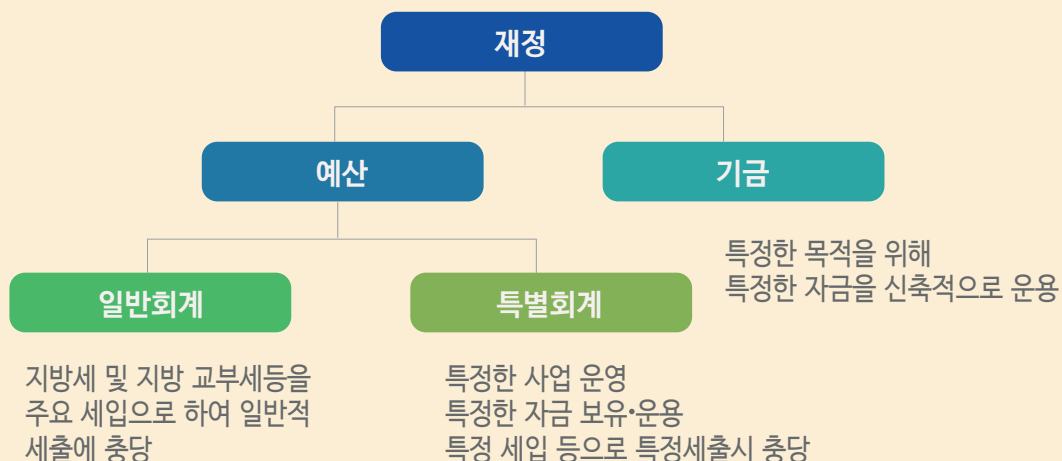 재정
예산
기금
특정한 목적을 위해
특정한 자금을 신축적으로 운용
일반회계
특별회계
지방세 및 지방 교부세등을
주요 세입으로 하여 일반적
세출에 충당
특정한 사업 운영
특정한 자금 보유•운용
특정 세입 등으로 특정세출시 충당